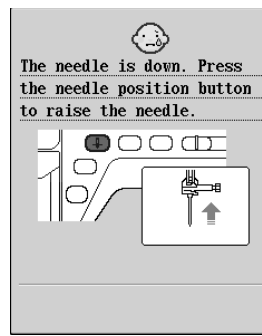 The needle is down. Press
the needle position button
to raise the needle.